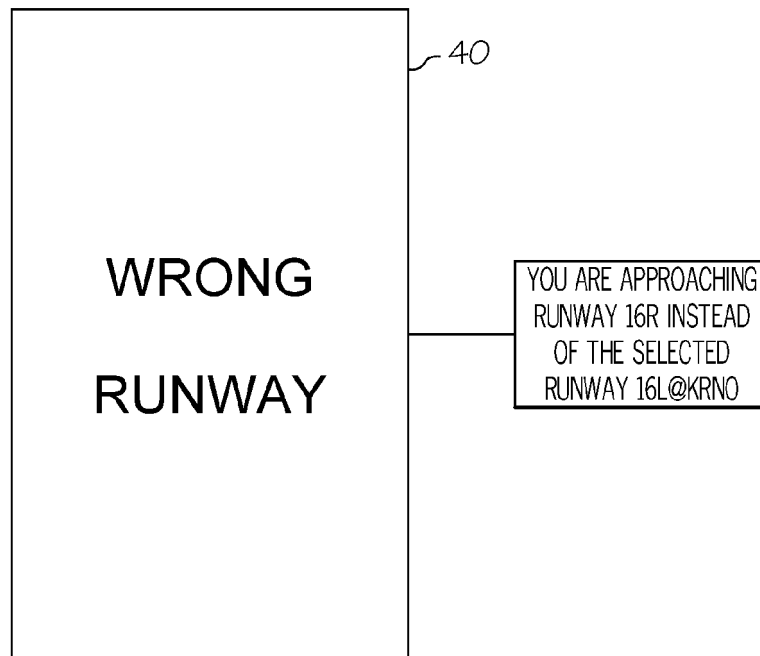 40
WRONG
RUNWAY
YOU ARE APPROACHING
RUNWAY 16R INSTEAD
OF THE SELECTED
RUNWAY 16L@KRNO